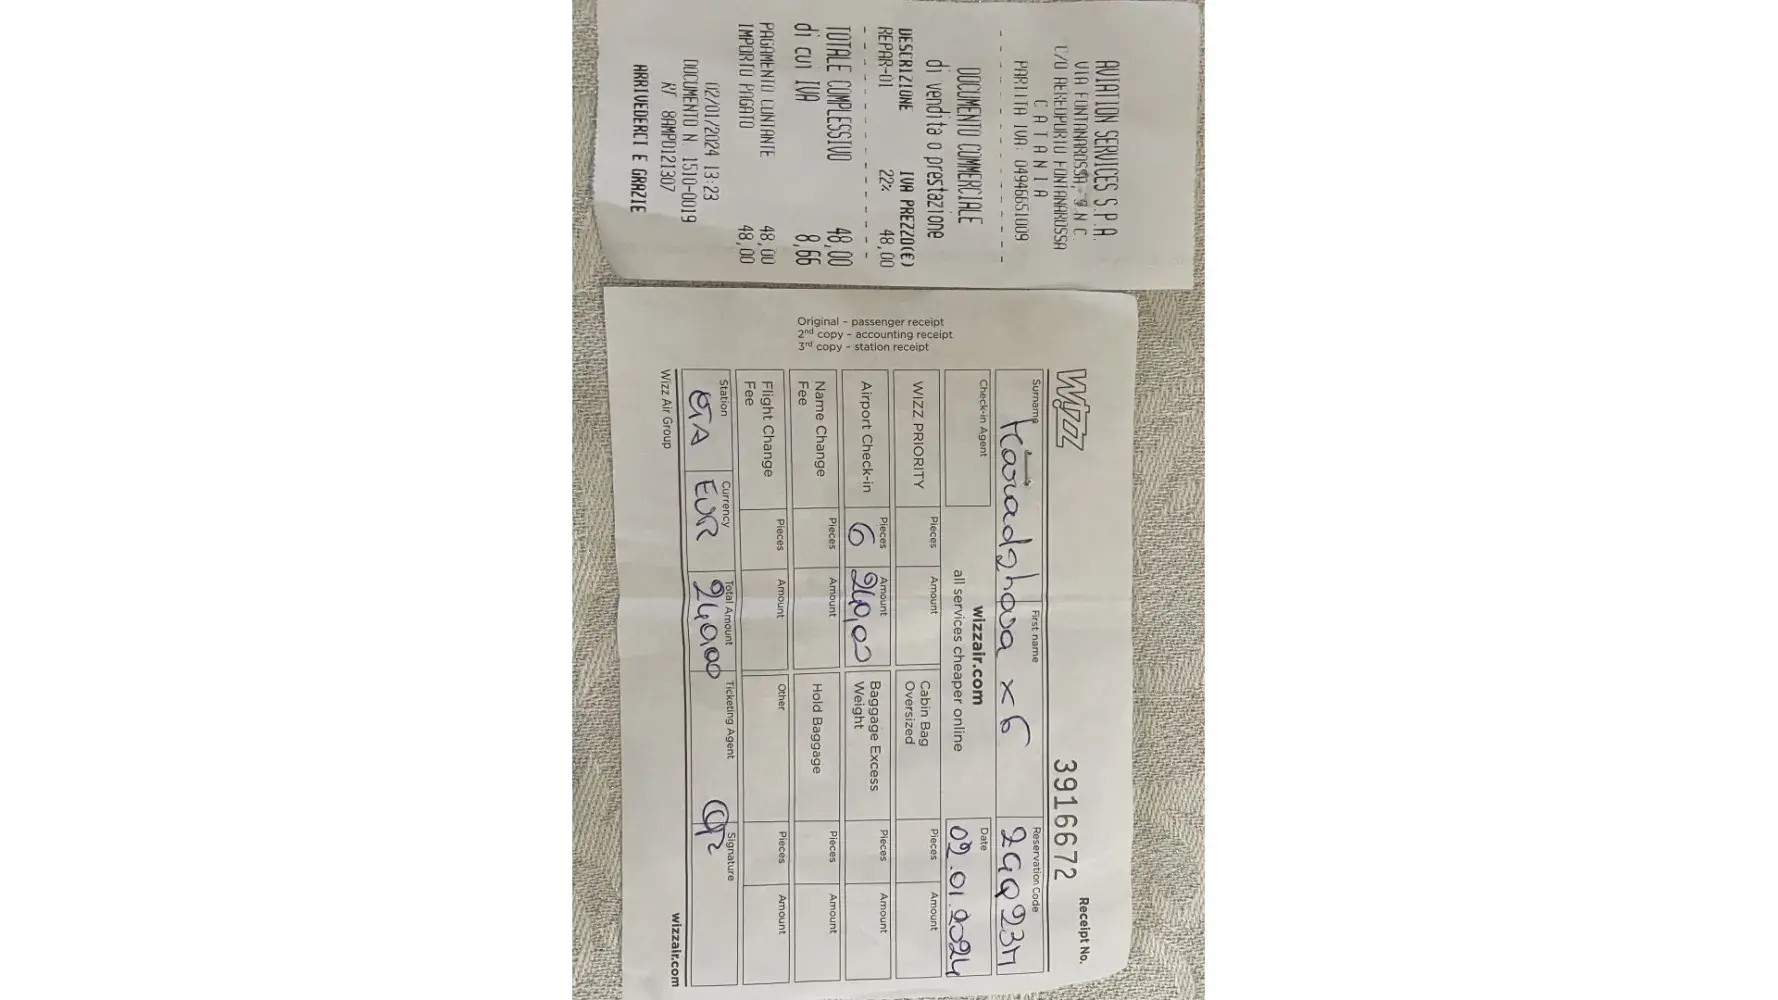 AVIATION SERVICES S.P.A.
VIA FONTANAROSSA, S N C
C/O AEREOPORTO FONTANAROSSA
C A T A N I A
PARTITA IVA: 04946651009
DOCUMENTO COMMERCIALE
di vendita o prestazione
DESCRIZIONE IVA PREZZO(€)
REPAR-01 22% 48,00
TOTALE COMPLESSIVO 48,00
di cui IVA 8,66
PAGAMENTO CONTANTE 48,00
IMPORTO PAGATO 48,00
02/01/2024 13:23
DOCUMENTO N. 1510-0019
RT 8AMPD121307
ARRIVEDERCI E GRAZIE
Original – passenger receipt
2nd copy – accounting receipt
3rd copy – station receipt
WIZZ
3916672 Receipt No.
Surname First name Reservation Code
Karadzhova x 6
Check-in Agent
wizzair.com
all services cheaper online
Date
02.01.2024
WIZZ PRIORITY Pieces Amount
Cabin Bag Oversized Pieces Amount
Airport Check-in Pieces 6 Amount 240,00
Baggage Excess Weight Pieces Amount
Name Change Fee Pieces Amount
Hold Baggage Pieces Amount
Flight Change Fee Pieces Amount
Other Pieces Amount
Station Currency Total Amount Ticketing Agent Signature
CTA EUR 240,00
Wizz Air Group
wizzair.com